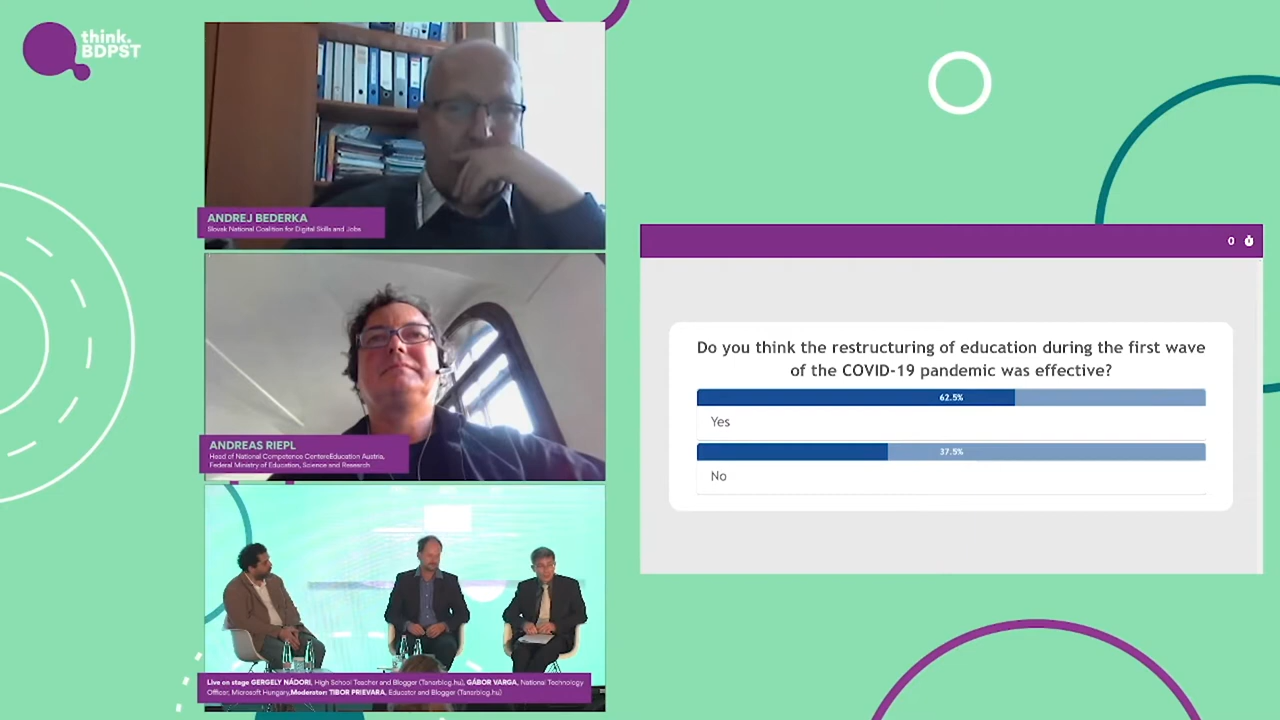 think.
BDPST
ANDREJ BEDERKA
Slovak National Coalition for Digital Skills and Jobs
ANDREAS RIEPL
Head of National Competence CentereEducation Austria,
Federal Ministry of Education, Science and Research
Live on stage GERGELY NÁDORI, High School Teacher and Blogger (Tanarblog.hu), GÁBOR VARGA, National Technology
Officer, Microsoft Hungary,Moderator: TIBOR PRIEVARA, Educator and Blogger (Tanarblog.hu)
0
Do you think the restructuring of education during the first wave
of the COVID-19 pandemic was effective?
62.5%
Yes
37.5%
No